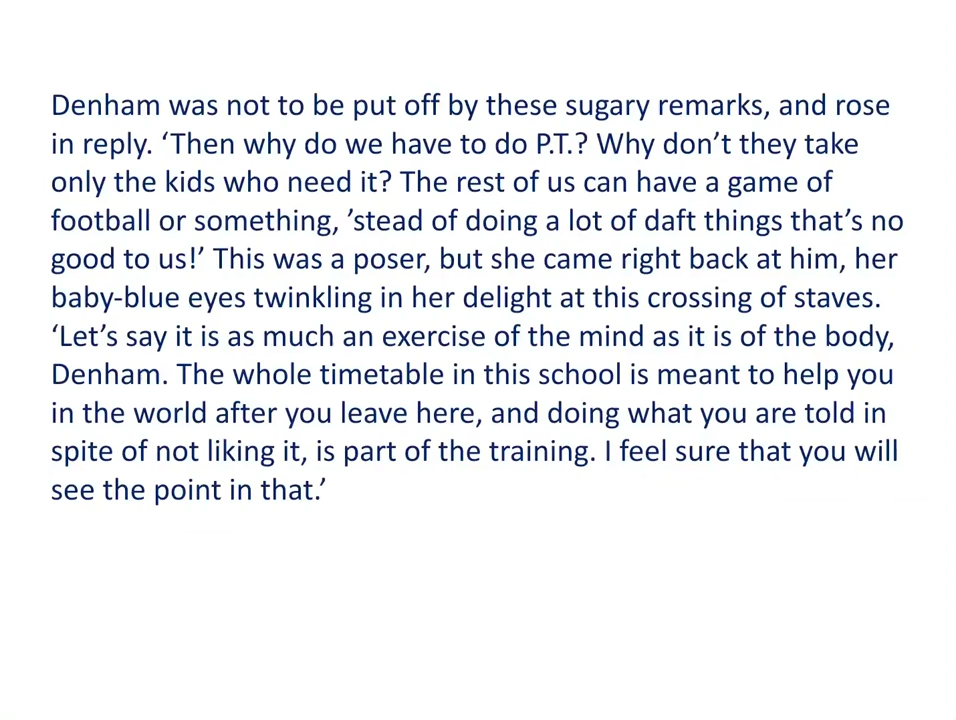 Denham was not to be put off by these sugary remarks, and rose
in reply. ‘Then why do we have to do P.T.? Why don’t they take
only the kids who need it? The rest of us can have a game of
football or something, ’stead of doing a lot of daft things that’s no
good to us!’ This was a poser, but she came right back at him, her
baby-blue eyes twinkling in her delight at this crossing of staves.
‘Let’s say it is as much an exercise of the mind as it is of the body,
Denham. The whole timetable in this school is meant to help you
in the world after you leave here, and doing what you are told in
spite of not liking it, is part of the training. I feel sure that you will
see the point in that.’